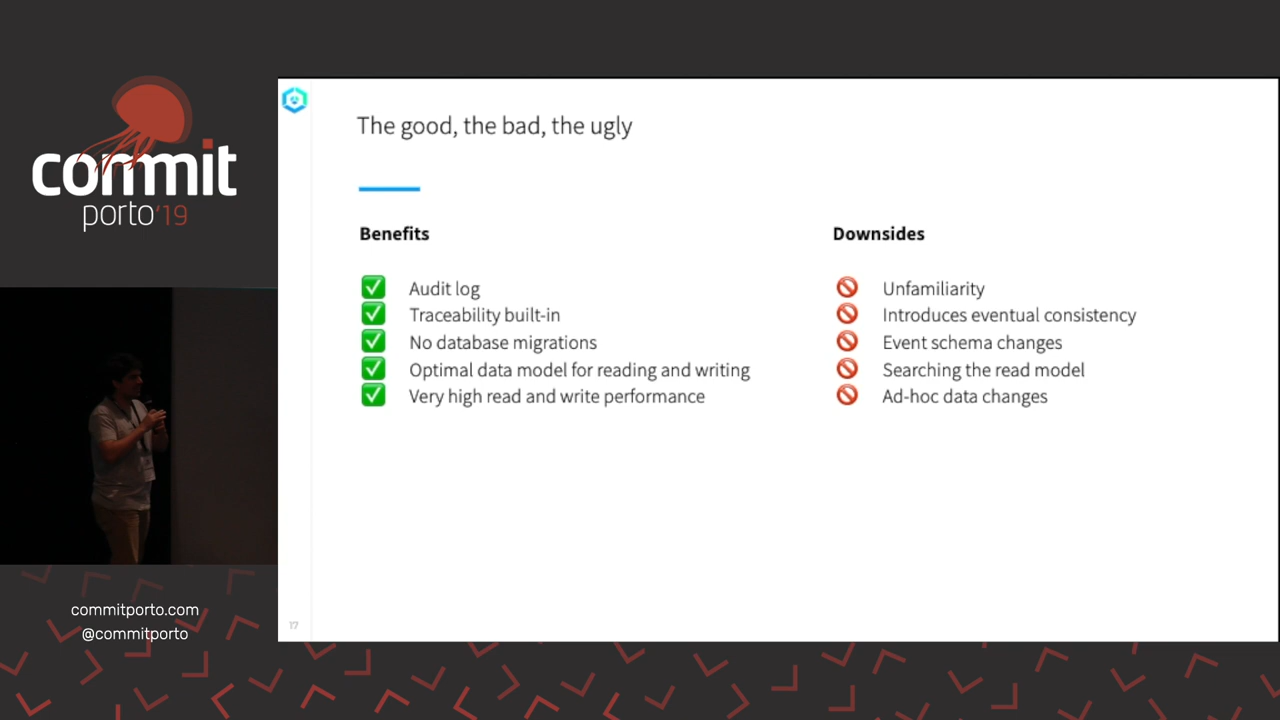 commit
porto'19
The good, the bad, the ugly
Benefits
Audit log
Traceability built-in
No database migrations
Optimal data model for reading and writing
Very high read and write performance
Downsides
Unfamiliarity
Introduces eventual consistency
Event schema changes
Searching the read model
Ad-hoc data changes
17
commitporto.com
@commitporto